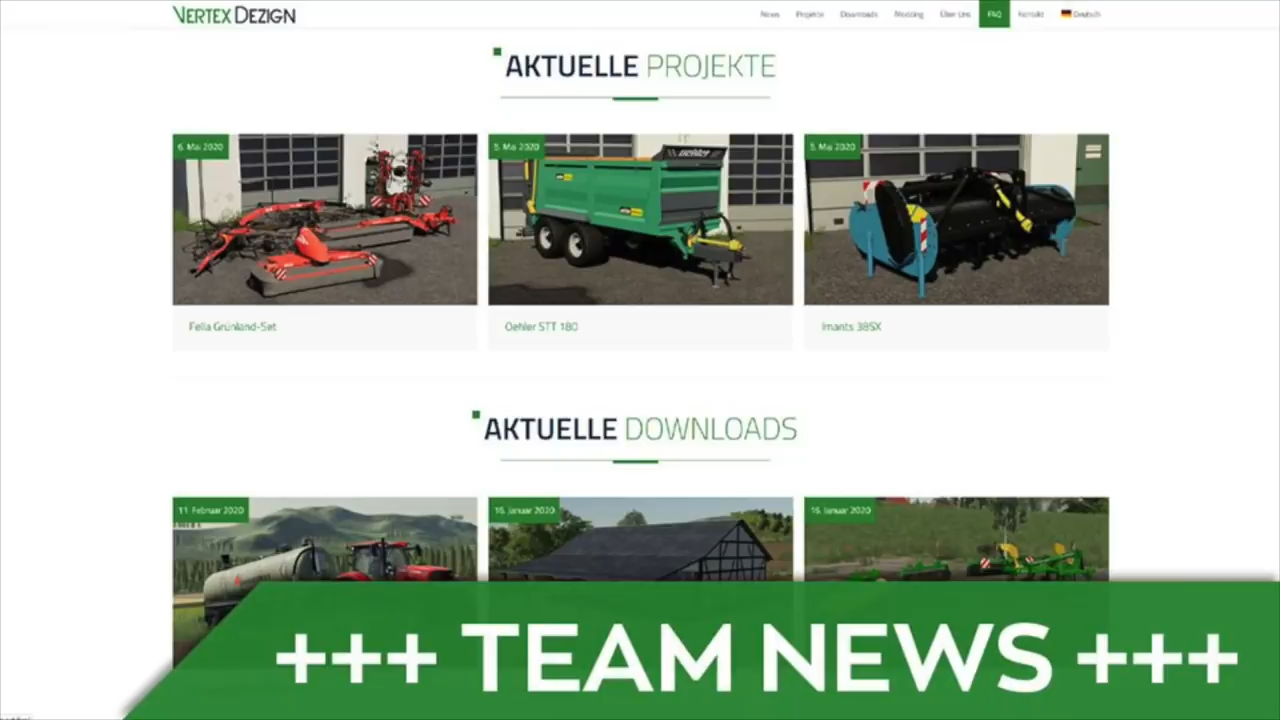 VERTEX DEZIGN
News Projekte Downloads Modding Über Uns FAQ Kontakt Deutsch
AKTUELLE PROJEKTE
6. Mai 2020
5. Mai 2020
5. Mai 2020
oehler
Fella Grünland-Set
Oehler STT 180
Imants 38SX
AKTUELLE DOWNLOADS
11. Februar 2020
16. Januar 2020
16. Januar 2020
+++ TEAM NEWS +++